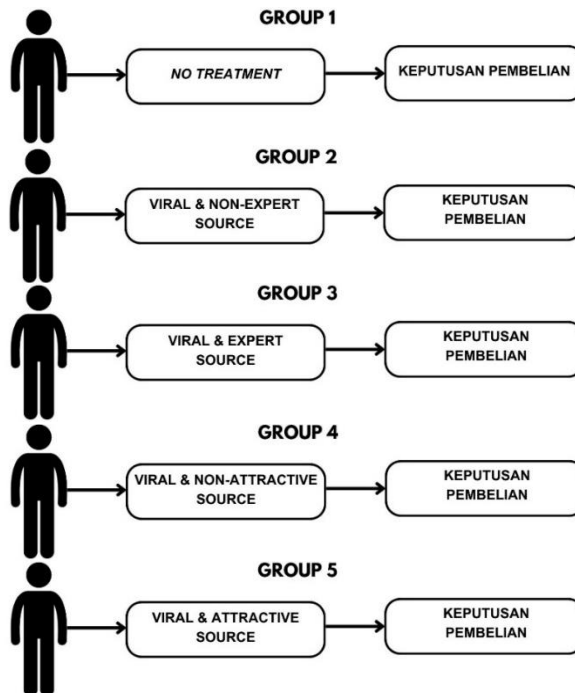 GROUP 1
NO TREATMENT
KEPUTUSAN PEMBELIAN
GROUP 2
VIRAL & NON-EXPERT
SOURCE
KEPUTUSAN
PEMBELIAN
GROUP 3
VIRAL & EXPERT
SOURCE
KEPUTUSAN
PEMBELIAN
GROUP 4
VIRAL & NON-ATTRACTIVE
SOURCE
KEPUTUSAN
PEMBELIAN
GROUP 5
VIRAL & ATTRACTIVE
SOURCE
KEPUTUSAN
PEMBELIAN